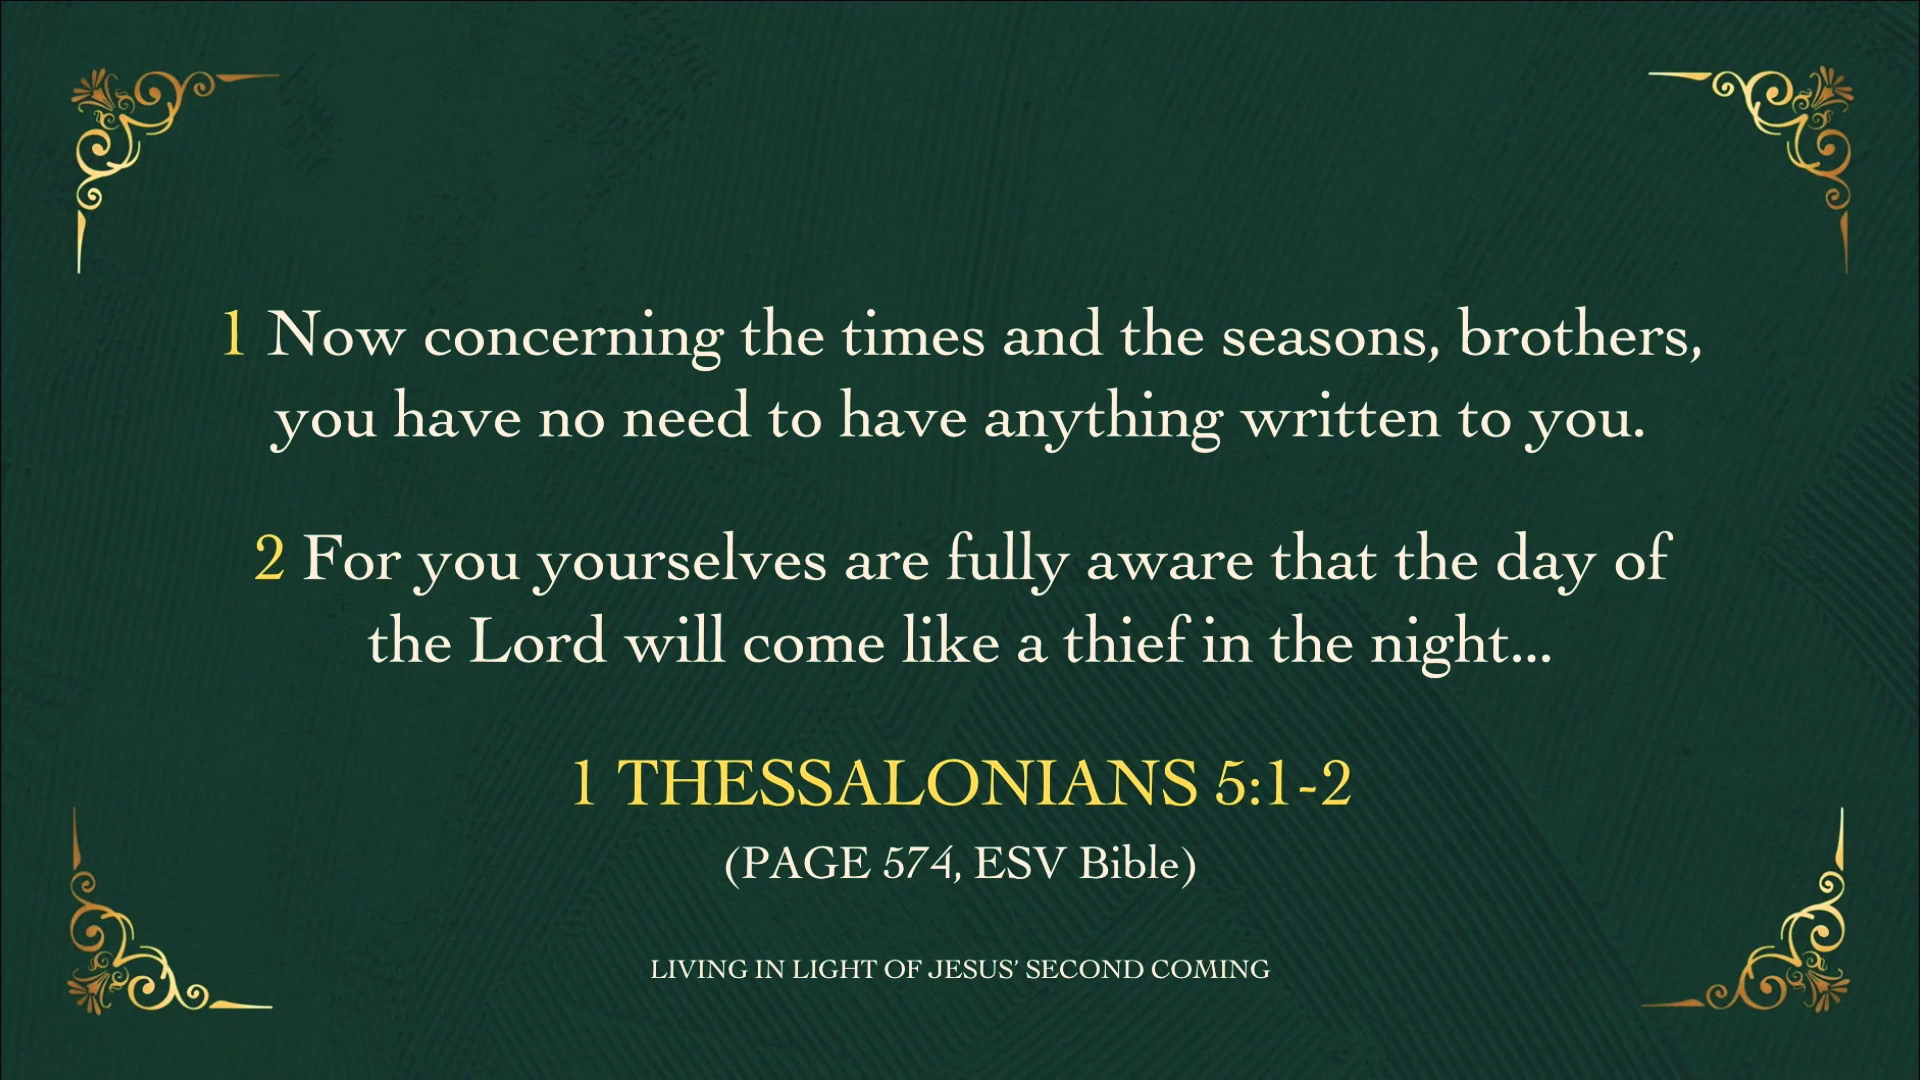 1 Now concerning the times and the seasons, brothers,
you have no need to have anything written to you.
2 For you yourselves are fully aware that the day of
the Lord will come like a thief in the night...
1 THESSALONIANS 5:1-2
(PAGE 574, ESV Bible)
LIVING IN LIGHT OF JESUS’ SECOND COMING